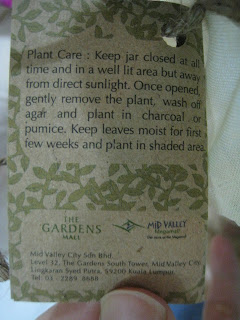 Plant Care : Keep jar closed at all
time and in a well lit area but away
from direct sunlight. Once opened,
gently remove the plant, wash off
agar and plant in charcoal or
pumice. Keep leaves moist for first
few weeks and plant in shaded area.
THE
GARDENS
MALL
MID VALLEY
Megamall
Mid Valley City Sdn Bhd.
Level 32, The Gardens South Tower, Mid Valley City
Lingkaran Syed Putra, 59200 Kuala Lumpur.
Tel: 03 - 2289 8688